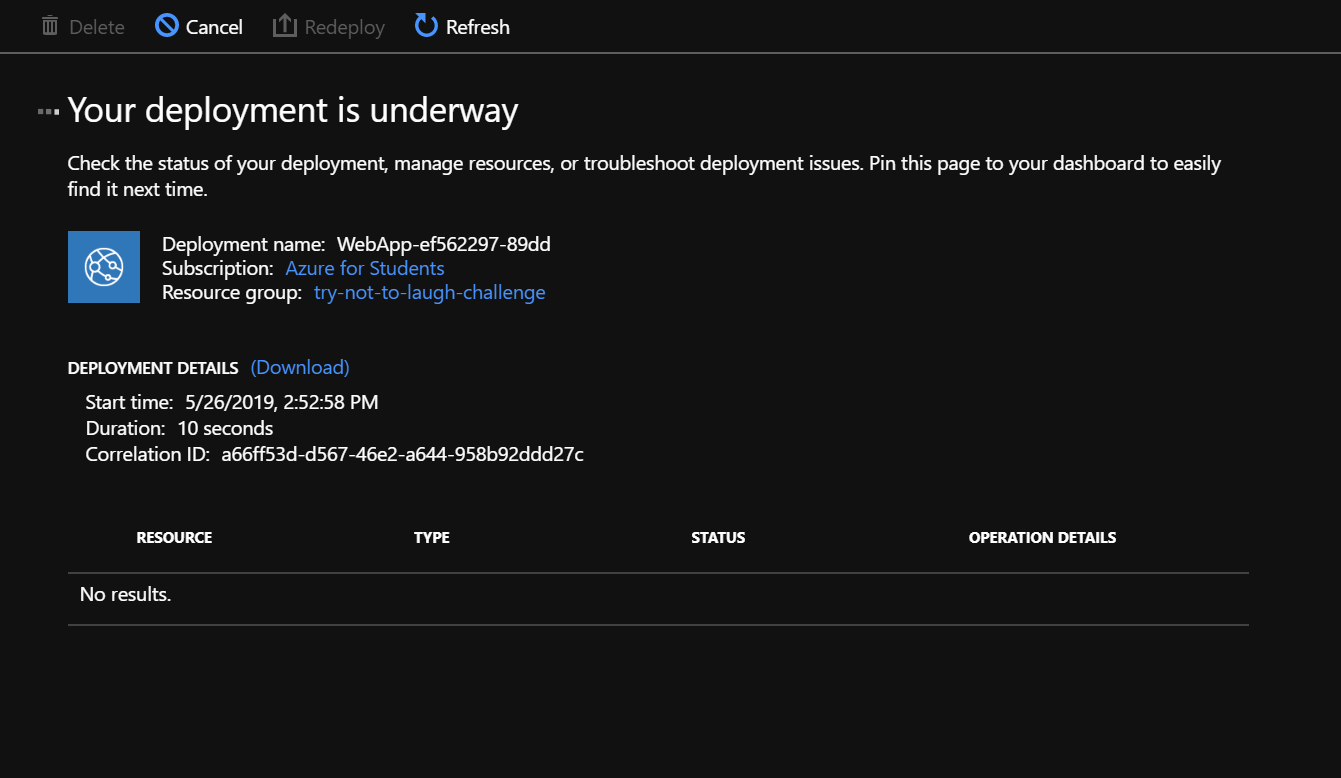 Delete Cancel Redeploy Refresh
Your deployment is underway
Check the status of your deployment, manage resources, or troubleshoot deployment issues. Pin this page to your dashboard to easily
find it next time.
Deployment name: WebApp-ef562297-89dd
Subscription: Azure for Students
Resource group: try-not-to-laugh-challenge
DEPLOYMENT DETAILS (Download)
Start time: 5/26/2019, 2:52:58 PM
Duration: 10 seconds
Correlation ID: a66ff53d-d567-46e2-a644-958b92ddd27c
RESOURCE TYPE STATUS OPERATION DETAILS
No results.